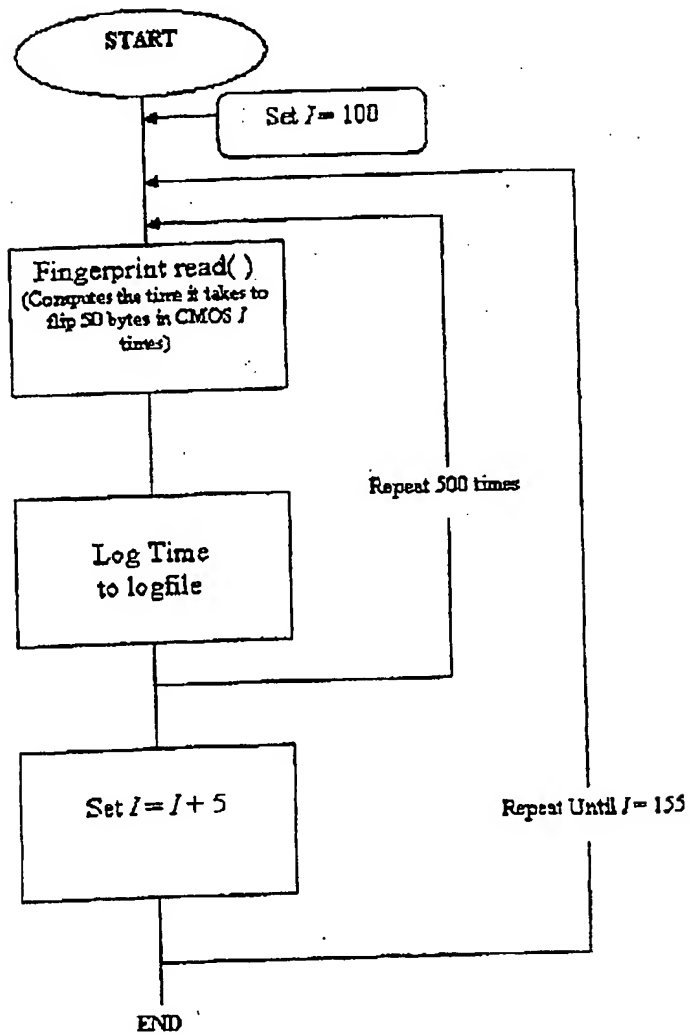 START
Set I = 100
Fingerprint read( )
(Computes the time it takes to
flip 50 bytes in CMOS I
times)
Repeat 500 times
Log Time
to logfile
Set I = I + 5
Repeat Until I = 155
END